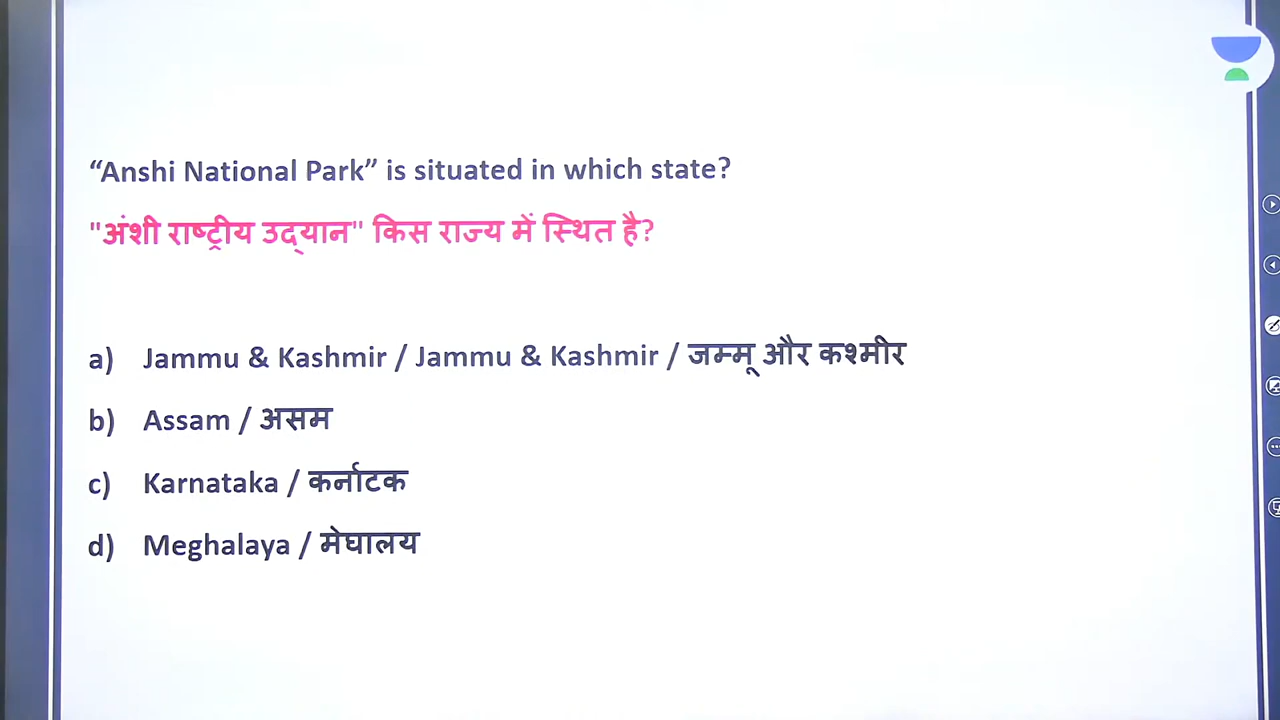 “Anshi National Park” is situated in which state?
"अंशी राष्ट्रीय उद्यान" किस राज्य में स्थित है?
a) Jammu & Kashmir / Jammu & Kashmir / जम्मू और कश्मीर
b) Assam / असम
c) Karnataka / कर्नाटक
d) Meghalaya / मेघालय